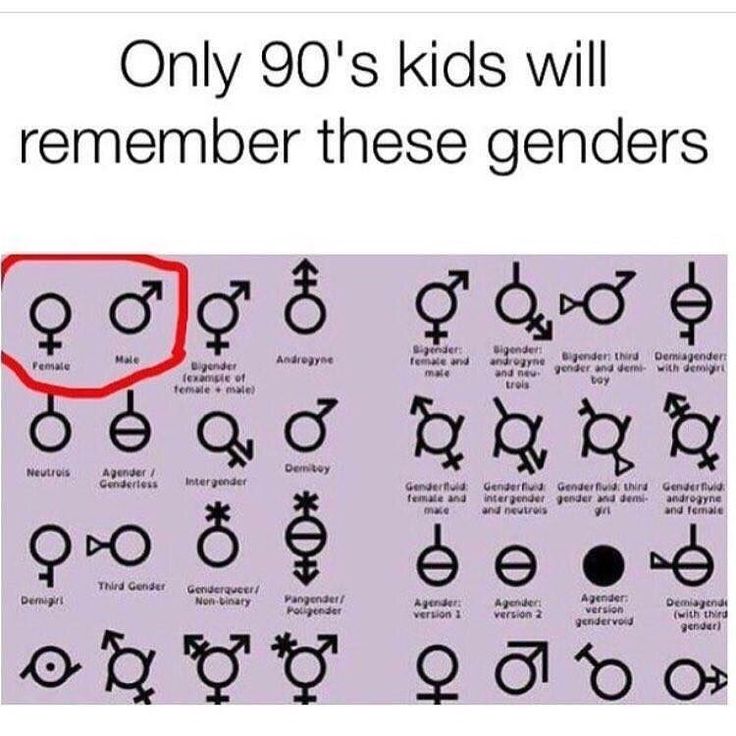 Only 90's kids will
remember these genders
Female
Male
Bigender
(example of
female + male)
Androgyne
Bigender:
female and
male
Bigender:
androgyne
and neu-
trois
Bigender: third
gender and demi-
boy
Demiagender:
with demigirl
Neutrois
Agender /
Genderless
Intergender
Demiboy
Genderfluid:
female and
male
Genderfluid:
intergender
and neutrois
Genderfluid: third
gender and demi-
girl
Genderfluid:
androgyne
and female
Demigirl
Third Gender
Genderqueer/
Non-binary
Pangender/
Poligender
Agender:
version 1
Agender:
version 2
Agender:
version
gendervoid
Demiagende
(with third
gender)